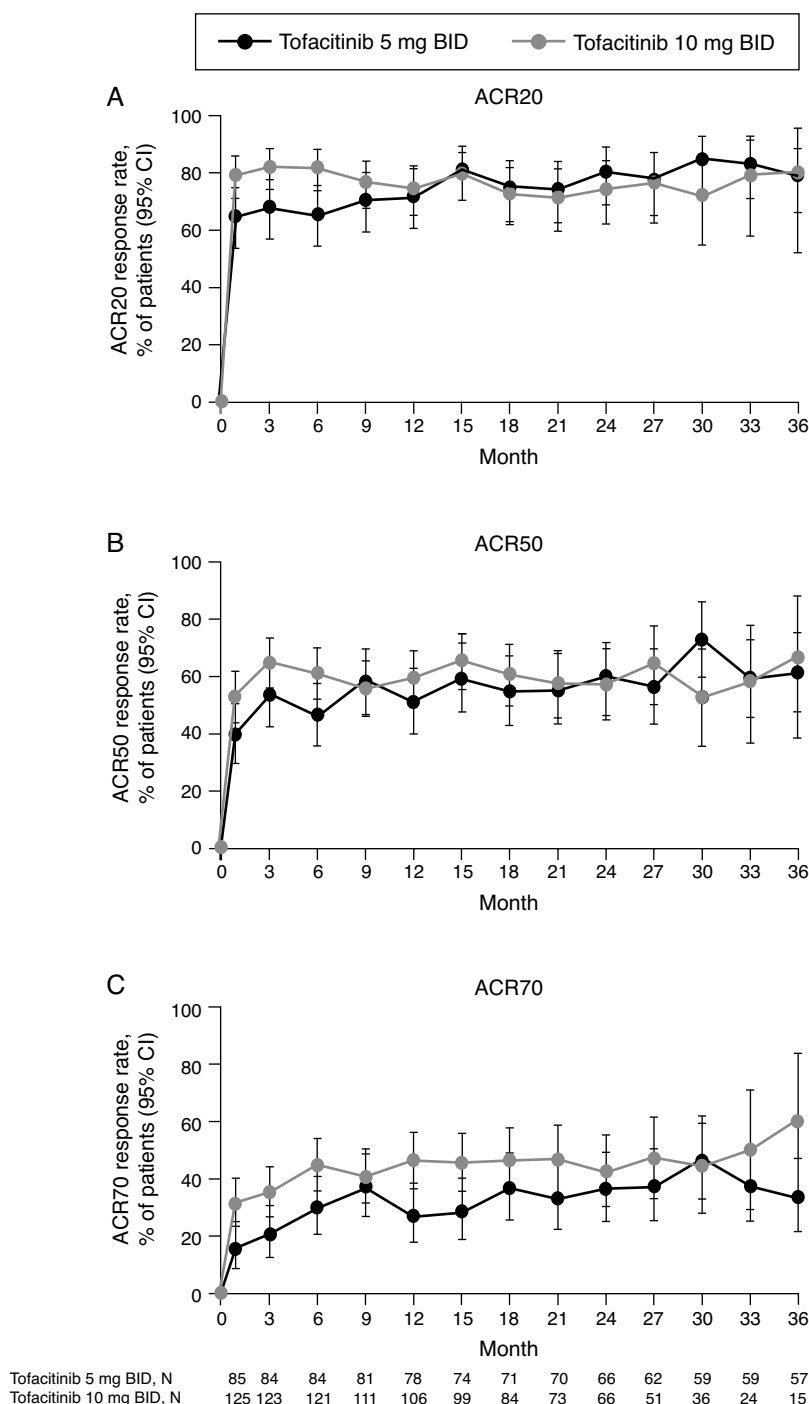 Tofacitinib 5 mg BID Tofacitinib 10 mg BID
A
ACR20
ACR20 response rate,
% of patients (95% CI)
100
80
60
40
20
0
0 3 6 9 12 15 18 21 24 27 30 33 36
Month
B
ACR50
ACR50 response rate,
% of patients (95% CI)
100
80
60
40
20
0
0 3 6 9 12 15 18 21 24 27 30 33 36
Month
C
ACR70
ACR70 response rate,
% of patients (95% CI)
100
80
60
40
20
0
0 3 6 9 12 15 18 21 24 27 30 33 36
Month
Tofacitinib 5 mg BID, N 85 84 84 81 78 74 71 70 66 62 59 59 57
Tofacitinib 10 mg BID, N 125 123 121 111 106 99 84 73 66 51 36 24 15